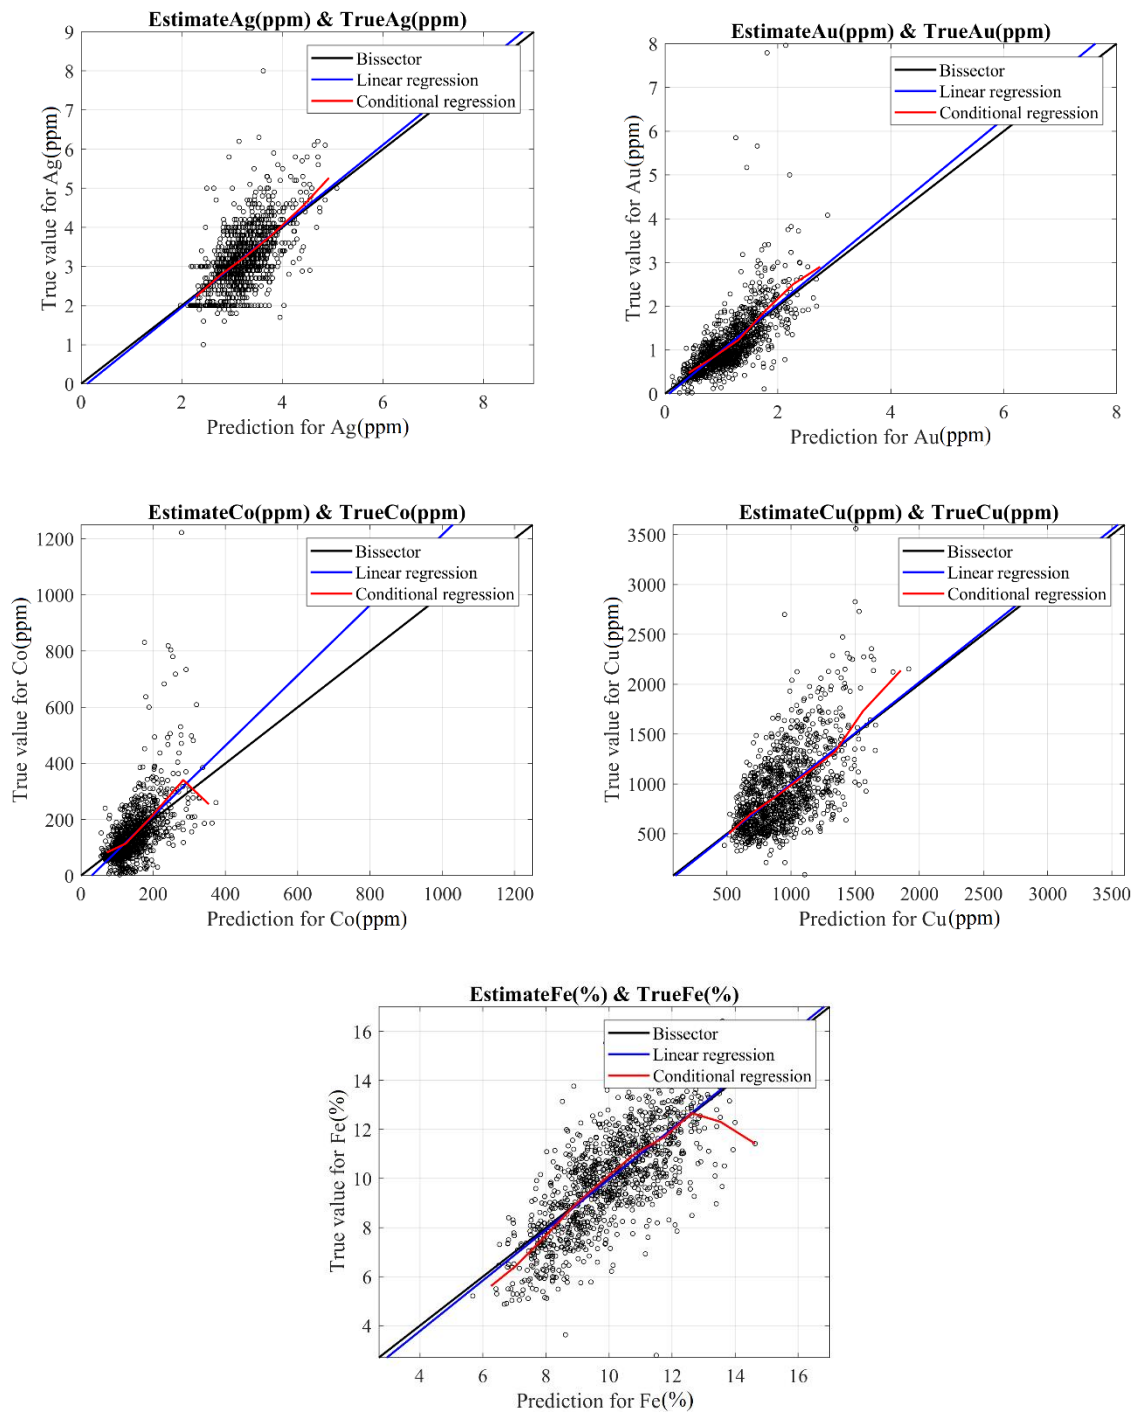 EstimateAg(ppm) & TrueAg(ppm)
9
8
7
6
5
4
3
2
1
0
True value for Ag(ppm)
Bissector
Linear regression
Conditional regression
0
2
4
6
8
Prediction for Ag(ppm)
EstimateAu(ppm) & TrueAu(ppm)
8
7
6
5
4
3
2
1
0
True value for Au(ppm)
Bissector
Linear regression
Conditional regression
0
2
4
6
8
Prediction for Au(ppm)
EstimateCo(ppm) & TrueCo(ppm)
1200
1000
800
600
400
200
0
True value for Co(ppm)
Bissector
Linear regression
Conditional regression
0
200
400
600
800
1000
1200
Prediction for Co(ppm)
EstimateCu(ppm) & TrueCu(ppm)
3500
3000
2500
2000
1500
1000
500
True value for Cu(ppm)
Bissector
Linear regression
Conditional regression
500
1000
1500
2000
2500
3000
3500
Prediction for Cu(ppm)
EstimateFe(%) & TrueFe(%)
16
14
12
10
8
6
4
True value for Fe(%)
Bissector
Linear regression
Conditional regression
4
6
8
10
12
14
16
Prediction for Fe(%)